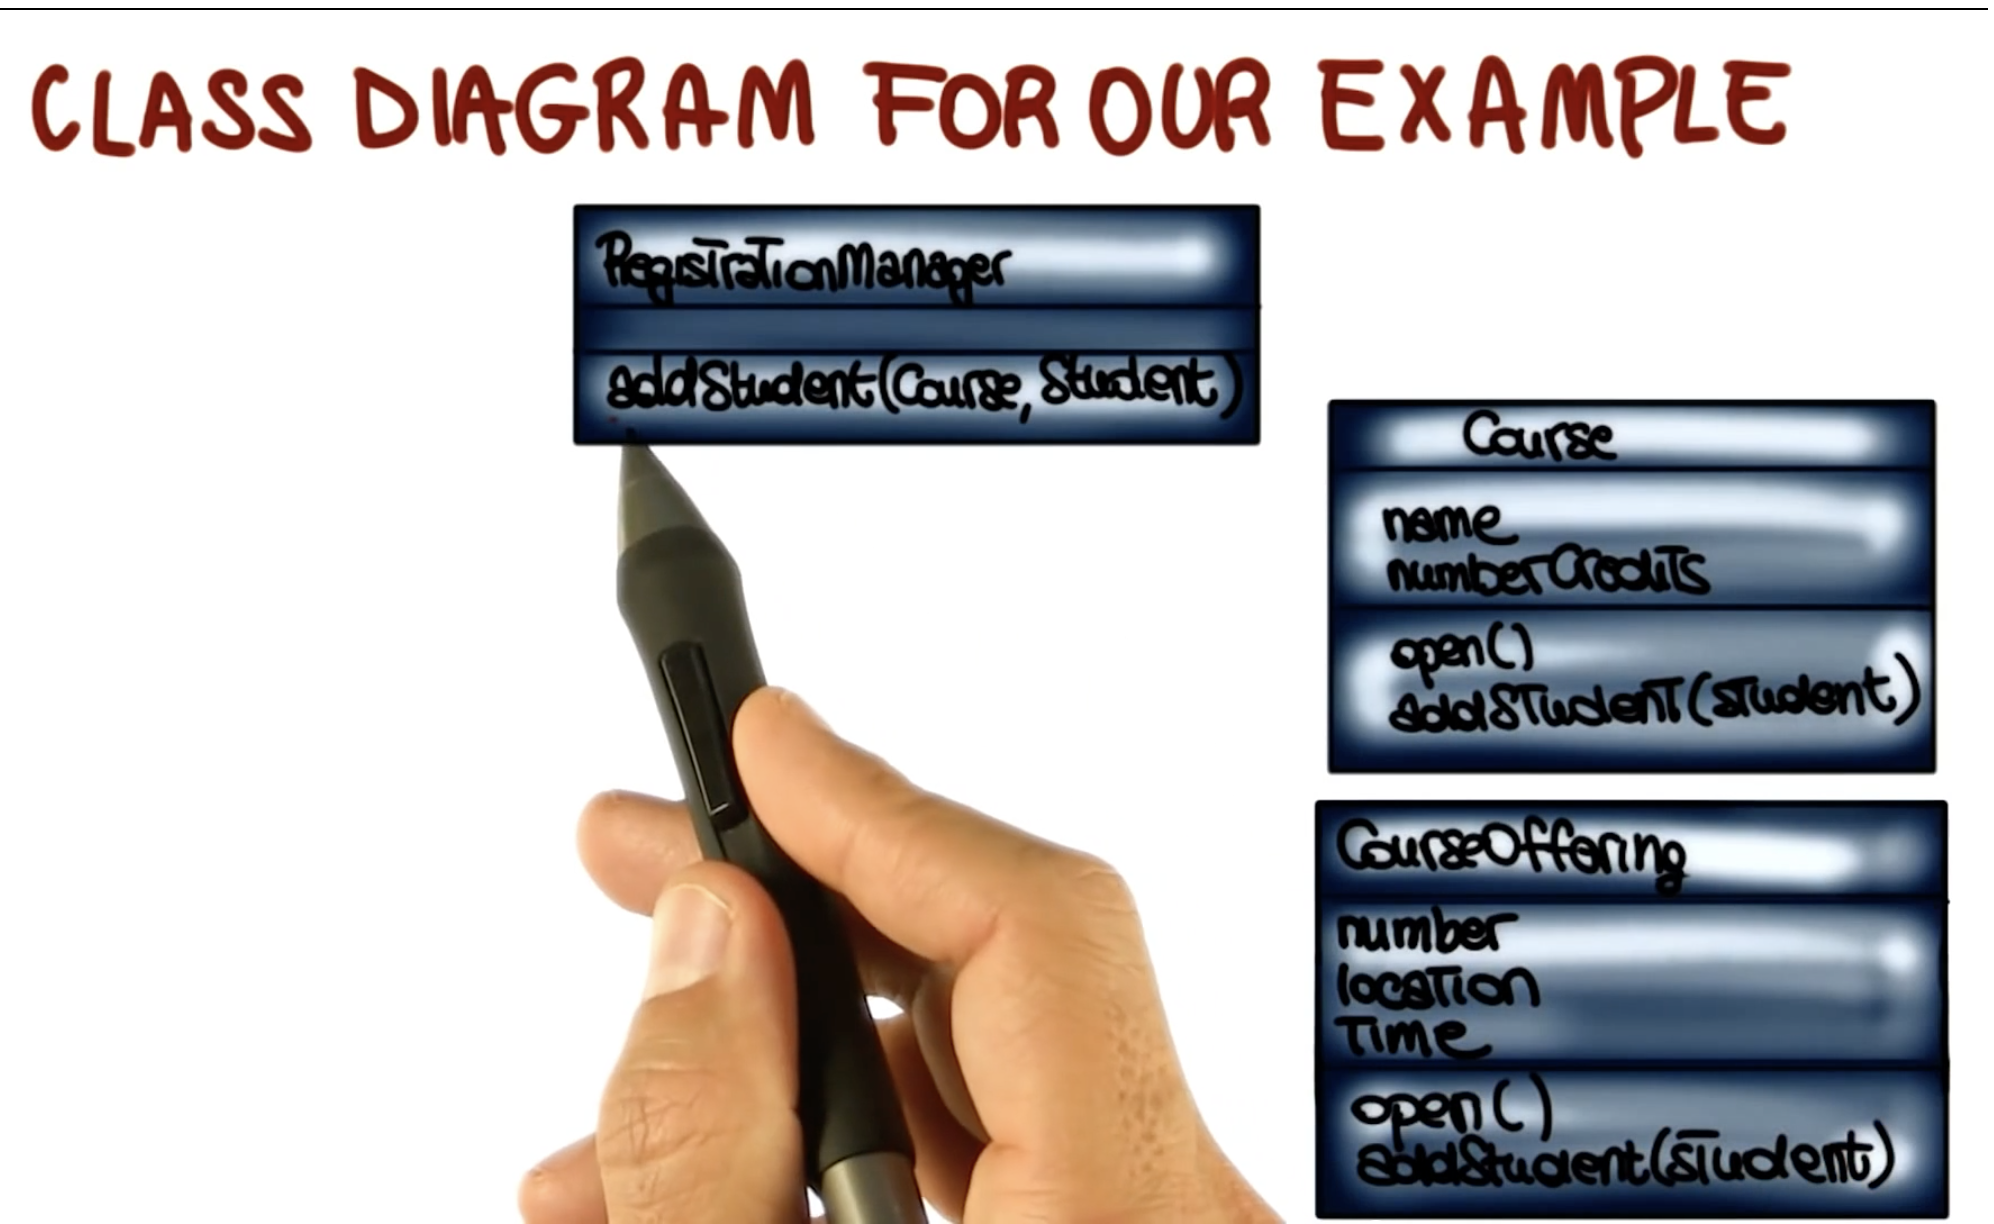 CLASS DIAGRAM FOR OUR EXAMPLE
RegistrationManager
addStudent(Course, Student)
Course
name
numberCredits
open()
addStudent(student)
CourseOffering
number
location
Time
open()
addStudent(student)